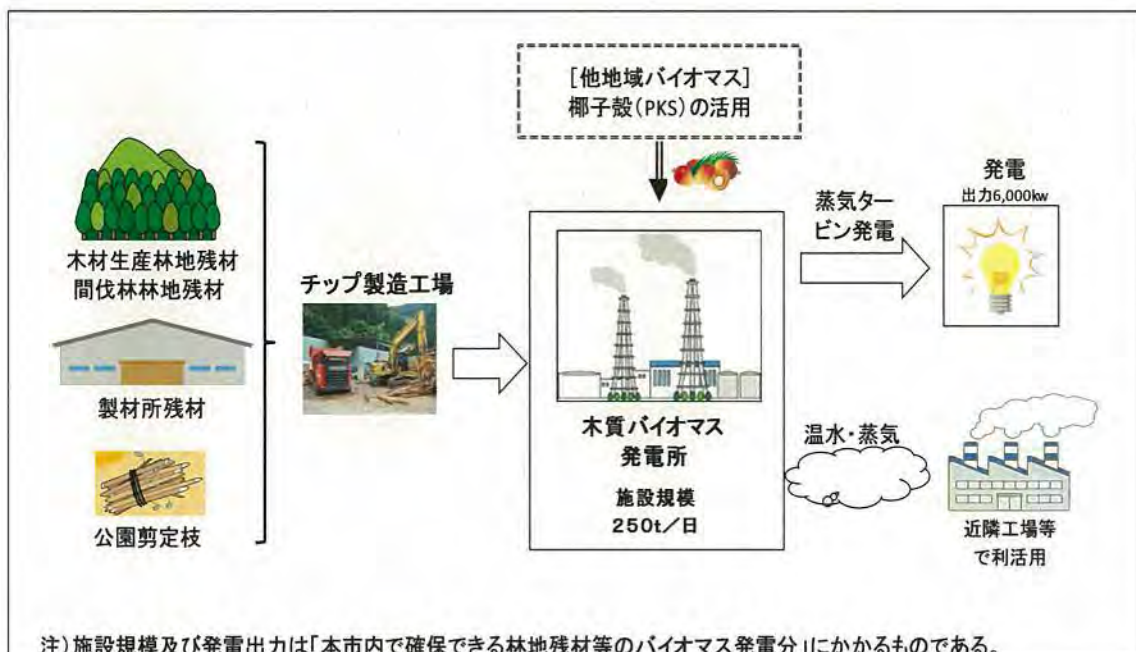 [他地域バイオマス]
椰子殻(PKS)の活用
木材生産林地残材
間伐林林地残材
製材所残材
公園剪定枝
チップ製造工場
木質バイオマス
発電所
施設規模
250t/日
蒸気ター
ビン発電
発電
出力6,000kw
温水・蒸気
近隣工場等
で利活用
注)施設規模及び発電出力は「本市内で確保できる林地残材等のバイオマス発電分」にかかるものである。